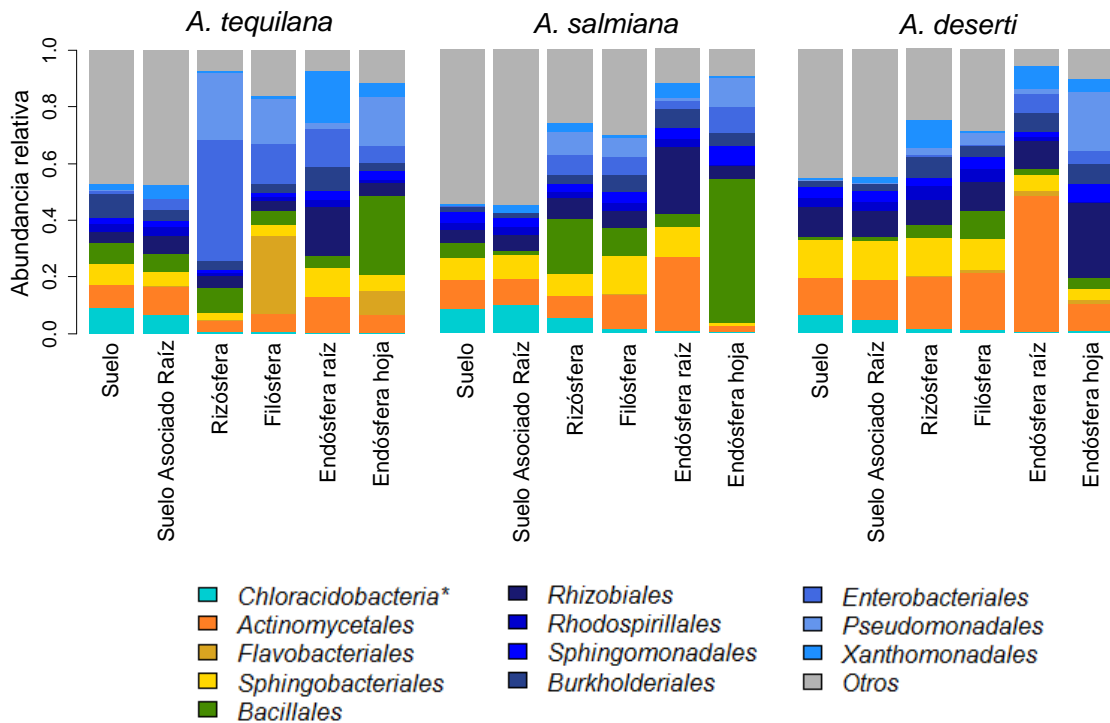 A. tequilana
A. salmiana
A. deserti
Abundancia relativa
1.0
0.8
0.6
0.4
0.2
0.0
Suelo
Suelo Asociado Raíz
Rizósfera
Filósfera
Endósfera raíz
Endósfera hoja
Suelo
Suelo Asociado Raíz
Rizósfera
Filósfera
Endósfera raíz
Endósfera hoja
Suelo
Suelo Asociado Raíz
Rizósfera
Filósfera
Endósfera raíz
Endósfera hoja
Chloracidobacteria*
Actinomycetales
Flavobacteriales
Sphingobacteriales
Bacillales
Rhizobiales
Rhodospirillales
Sphingomonadales
Burkholderiales
Enterobacteriales
Pseudomonadales
Xanthomonadales
Otros